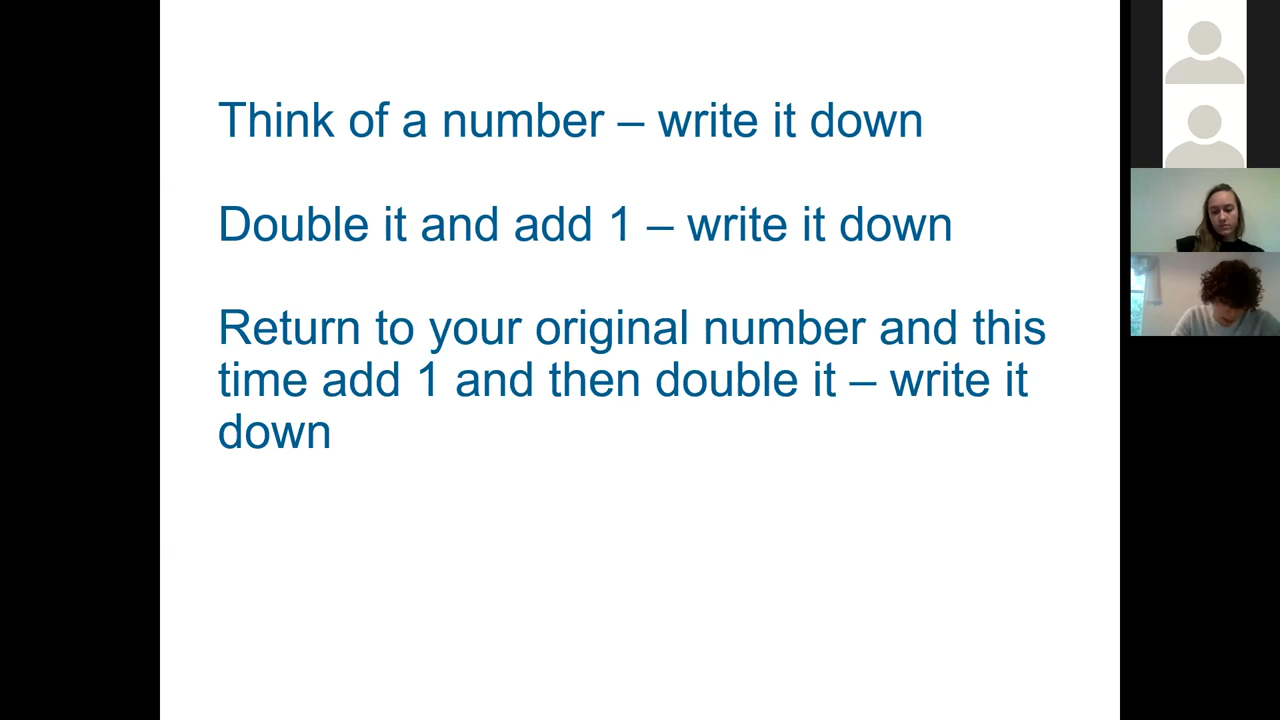 Think of a number – write it down
Double it and add 1 – write it down
Return to your original number and this
time add 1 and then double it – write it
down